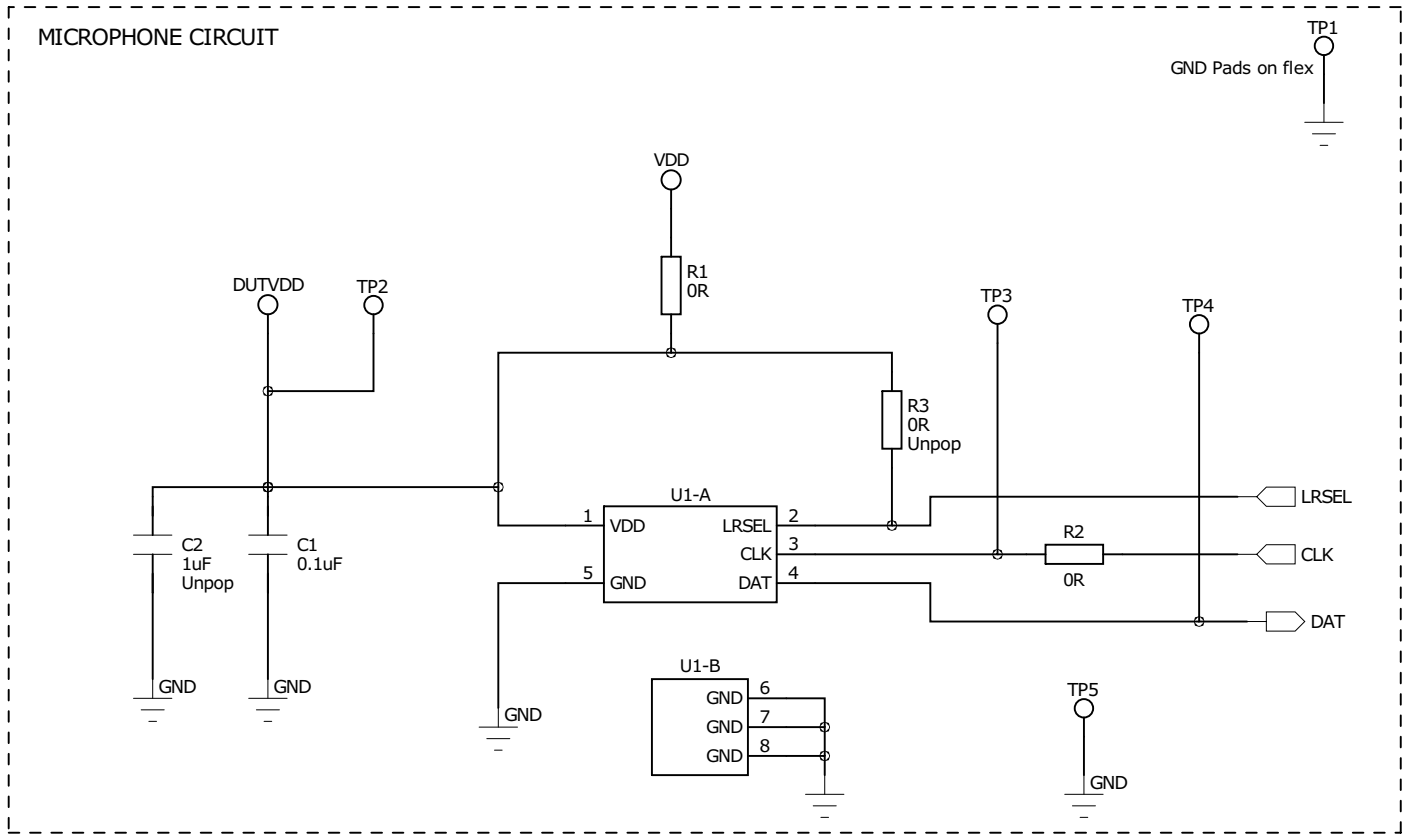 MICROPHONE CIRCUIT
TP1
GND Pads on flex
VDD
R1
0R
DUTVDD
TP2
TP3
TP4
R3
0R
Unpop
U1-A
1
VDD
LRSEL
2
LRSEL
CLK
3
R2
0R
CLK
5
GND
DAT
4
DAT
C2
1uF
Unpop
C1
0.1uF
GND
GND
GND
U1-B
GND
6
GND
7
GND
8
TP5
GND